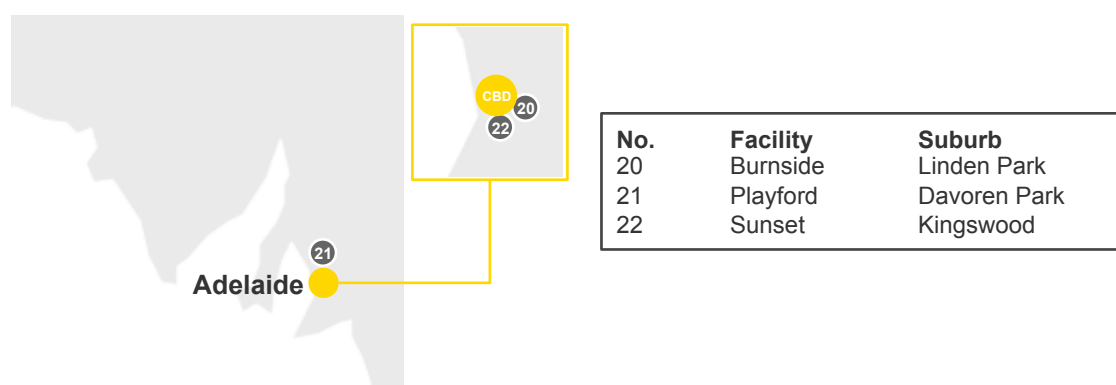 CBD
20
22
21
Adelaide
No. Facility Suburb
20 Burnside Linden Park
21 Playford Davoren Park
22 Sunset Kingswood